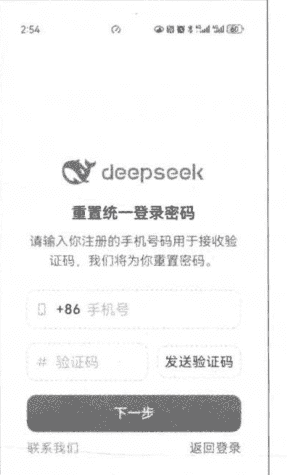 2:54
60
deepseek
重置统一登录密码
请输入你注册的手机号码用于接收验
证码，我们将为你重置密码。
+86 手机号
# 验证码 发送验证码
下一步
联系我们 返回登录